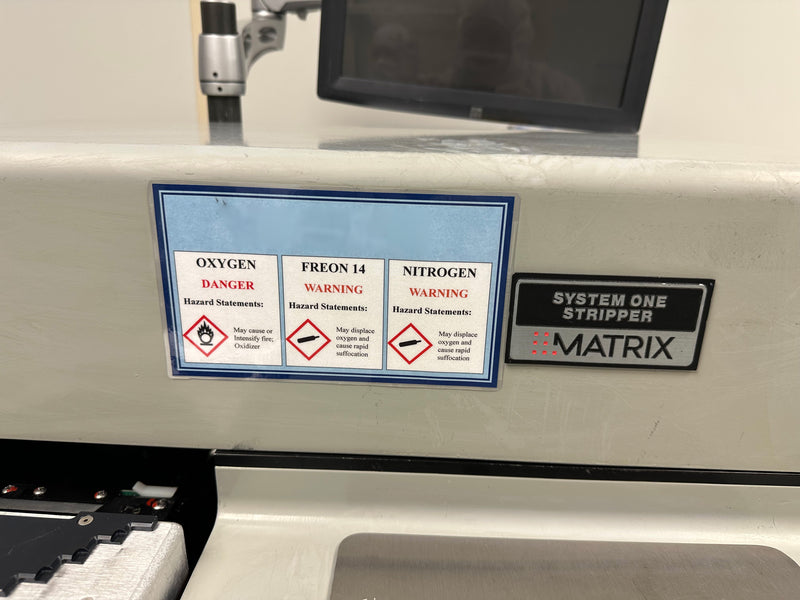 OXYGEN
DANGER
Hazard Statements:
May cause or
Intensify fire;
Oxidizer
FREON 14
WARNING
Hazard Statements:
May displace
oxygen and
cause rapid
suffocation
NITROGEN
WARNING
Hazard Statements:
May displace
oxygen and
cause rapid
suffocation
SYSTEM ONE
STRIPPER
MATRIX